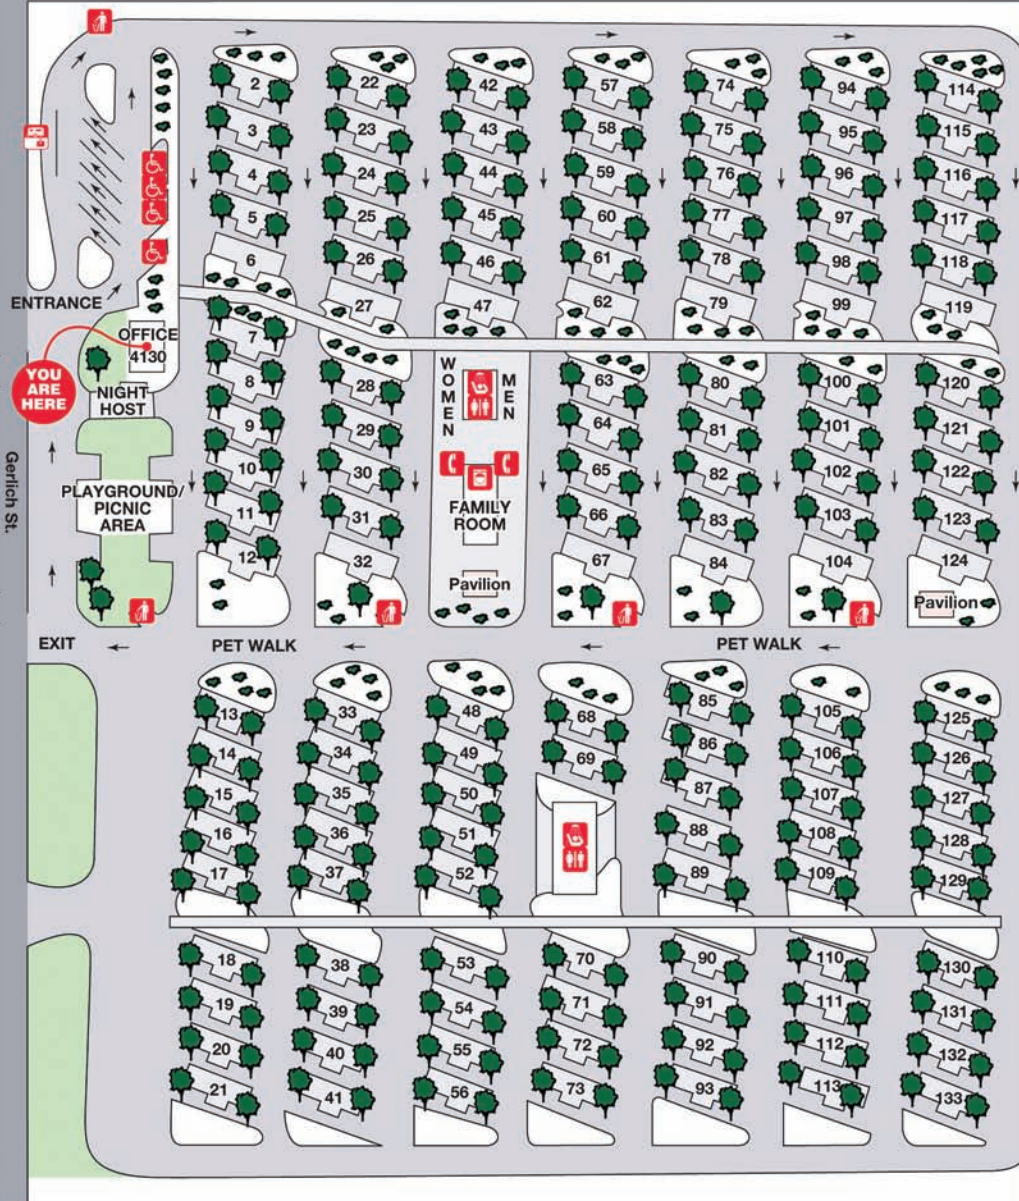 2 22 42 57 74 94 114
3 23 43 58 75 95 115
4 24 44 59 76 96 116
5 25 45 60 77 97 117
6 26 46 61 78 98 118
27 47 62 79 99 119
ENTRANCE
OFFICE
4130
YOU
ARE
HERE
NIGHT
HOST
Gerlich St.
PLAYGROUND/
PICNIC
AREA
WOMEN
MEN
FAMILY
ROOM
Pavilion
7
8 28 63 80 100 120
9 29 64 81 101 121
10 30 65 82 102 122
11 31 66 83 103 123
12 32 67 84 104 124
Pavilion
EXIT
PET WALK
PET WALK
13 33 48 68 85 105 125
14 34 49 69 86 106 126
15 35 50 87 107 127
16 36 51 88 108 128
17 37 52 89 109 129
18 38 53 70 90 110 130
19 39 54 71 91 111 131
20 40 55 72 92 112 132
21 41 56 73 93 113 133